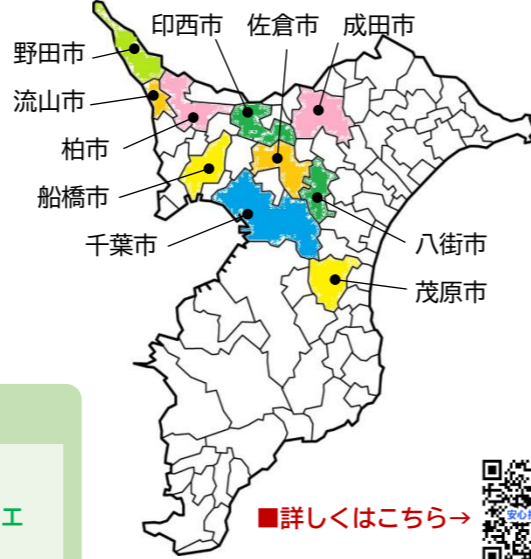 印西市 佐倉市 成田市
野田市
流山市
柏市
船橋市
千葉市
八街市
茂原市
エ
■詳しくはこちら→